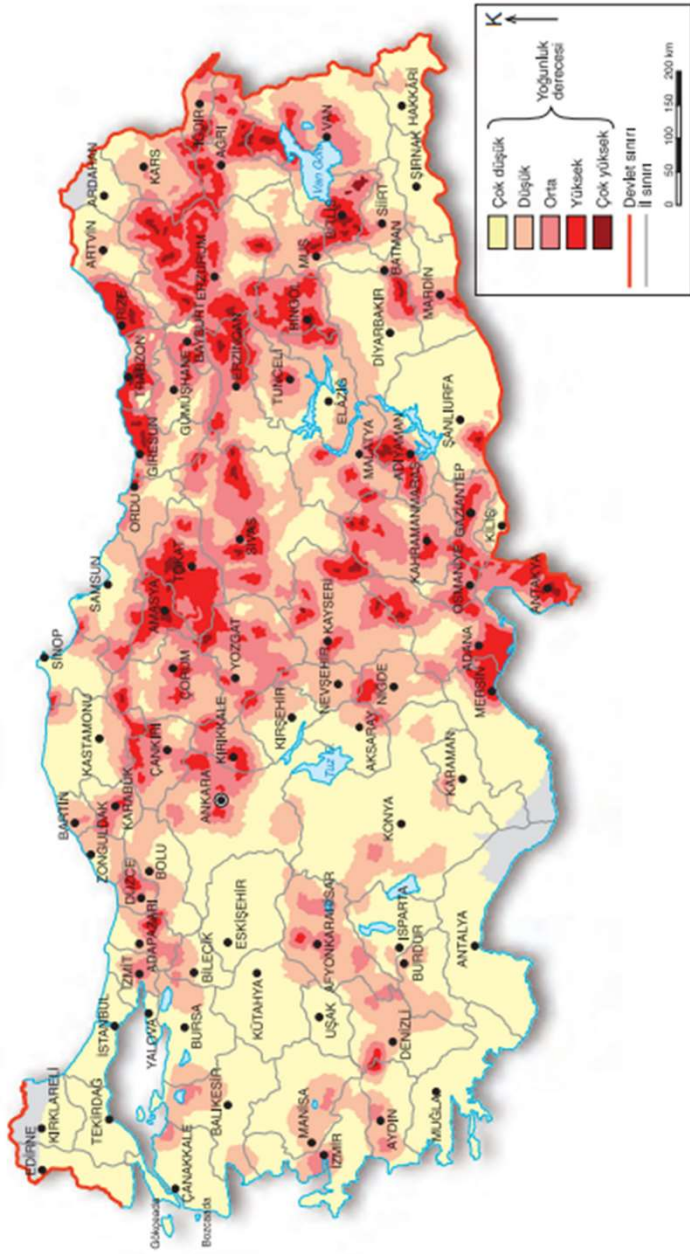 EDİRNE
KIRKLARELİ
TEKİRDAĞ
İSTANBUL
YALOVA
İZMİT
ADAPAZARI
DÜZCE
ZONGULDAK
BARTIN
KARABÜK
KASTAMONU
SİNOP
SAMSUN
ORDU
GİRESUN
TRABZON
RİZE
ARTVİN
ARDAHAN
KARS
IĞDIR
AĞRI
Gökçeada
Bozcaada
ÇANAKKALE
BALIKESİR
BURSA
BİLECİK
BOLU
ESKİŞEHİR
KÜTAHYA
ANKARA
ÇANKIRI
KIRIKKALE
ÇORUM
YOZGAT
AMASYA
TOKAT
SİVAS
GÜMÜŞHANE
BAYBURT
ERZİNCAN
ERZURUM
TUNCELİ
BİNGÖL
MUŞ
BİTLİS
Van Gölü
VAN
MANİSA
İZMİR
UŞAK
AFYONKARAHİSAR
AYDIN
DENİZLİ
ISPARTA
BURDUR
MUĞLA
ANTALYA
KONYA
KARAMAN
Tuz G.
AKSARAY
KIRŞEHİR
NEVŞEHİR
NİĞDE
KAYSERİ
MERSİN
ADANA
OSMANİYE
ANTAKYA
KAHRAMANMARAŞ
GAZİANTEP
KİLİS
MALATYA
ADIYAMAN
ELAZIĞ
DİYARBAKIR
ŞANLIURFA
MARDİN
BATMAN
SİİRT
ŞIRNAK
HAKKÂRİ
K
Çok düşük
Düşük
Orta
Yüksek
Çok yüksek
Yoğunluk
derecesi
Devlet sınırı
İl sınırı
0 50 100 150 200 km